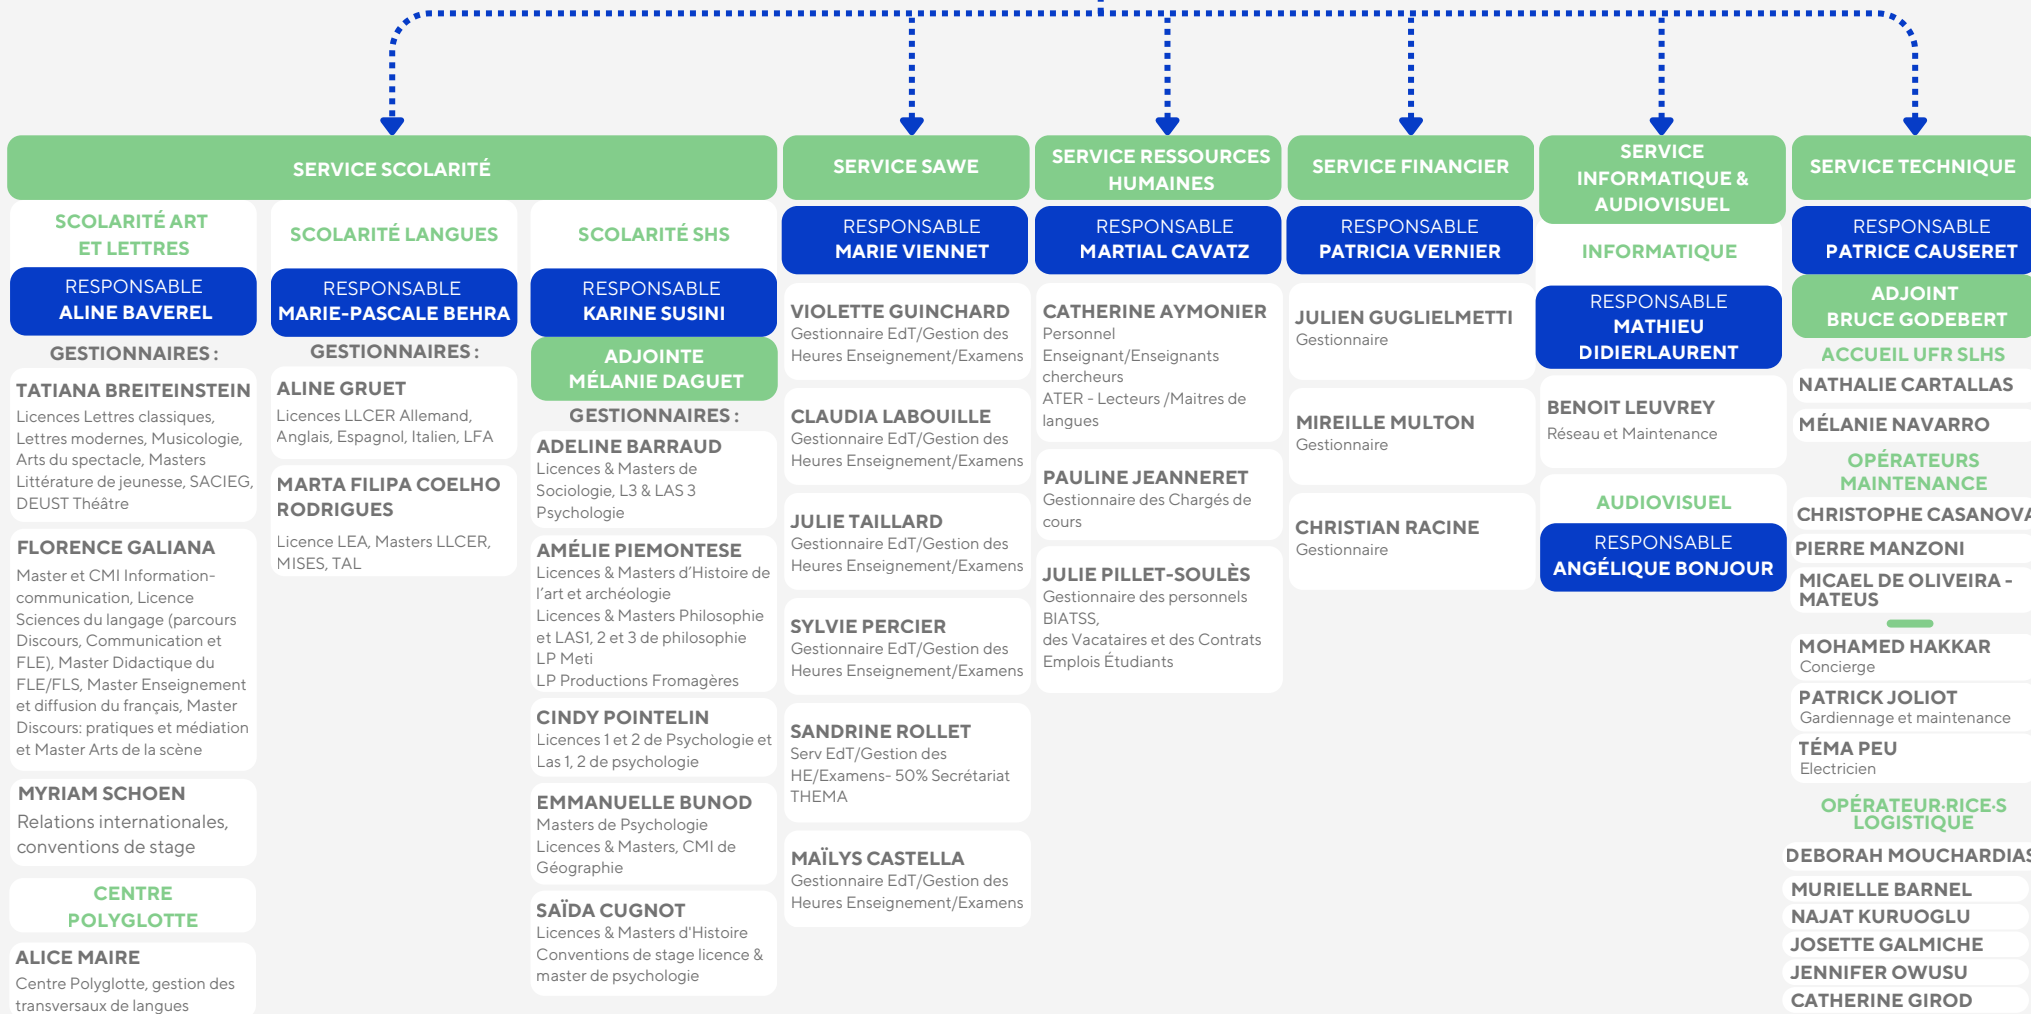 SERVICE SCOLARITÉ
SCOLARITÉ ART
ET LETTRES
RESPONSABLE
ALINE BAVEREL
GESTIONNAIRES :
TATIANA BREITEINSTEIN
Licences Lettres classiques,
Lettres modernes, Musicologie,
Arts du spectacle, Masters
Littérature de jeunesse, SACIEG,
DEUST Théâtre
FLORENCE GALIANA
Master et CMI Information-
communication, Licence
Sciences du langage (parcours
Discours, Communication et
FLE), Master Didactique du
FLE/FLS, Master Enseignement
et diffusion du français, Master
Discours: pratiques et médiation
et Master Arts de la scène
MYRIAM SCHOEN
Relations internationales,
conventions de stage
CENTRE
POLYGLOTTE
ALICE MAIRE
Centre Polyglotte, gestion des
transversaux de langues
SCOLARITÉ LANGUES
RESPONSABLE
MARIE-PASCALE BEHRA
GESTIONNAIRES :
ALINE GRUET
Licences LLCER Allemand,
Anglais, Espagnol, Italien, LFA
MARTA FILIPA COELHO
RODRIGUES
Licence LEA, Masters LLCER,
MISES, TAL
SCOLARITÉ SHS
RESPONSABLE
KARINE SUSINI
ADJOINTE
MÉLANIE DAGUET
GESTIONNAIRES :
ADELINE BARRAUD
Licences & Masters de
Sociologie, L3 & LAS 3
Psychologie
AMÉLIE PIEMONTESE
Licences & Masters d’Histoire de
l’art et archéologie
Licences & Masters Philosophie
et LAS1, 2 et 3 de philosophie
LP Meti
LP Productions Fromagères
CINDY POINTELIN
Licences 1 et 2 de Psychologie et
Las 1, 2 de psychologie
EMMANUELLE BUNOD
Masters de Psychologie
Licences & Masters, CMI de
Géographie
SAÏDA CUGNOT
Licences & Masters d'Histoire
Conventions de stage licence &
master de psychologie
SERVICE SAWE
RESPONSABLE
MARIE VIENNET
VIOLETTE GUINCHARD
Gestionnaire EdT/Gestion des
Heures Enseignement/Examens
CLAUDIA LABOUILLE
Gestionnaire EdT/Gestion des
Heures Enseignement/Examens
JULIE TAILLARD
Gestionnaire EdT/Gestion des
Heures Enseignement/Examens
SYLVIE PERCIER
Gestionnaire EdT/Gestion des
Heures Enseignement/Examens
SANDRINE ROLLET
Serv EdT/Gestion des
HE/Examens- 50% Secrétariat
THEMA
MAÏLYS CASTELLA
Gestionnaire EdT/Gestion des
Heures Enseignement/Examens
SERVICE RESSOURCES
HUMAINES
RESPONSABLE
MARTIAL CAVATZ
CATHERINE AYMONIER
Personnel
Enseignant/Enseignants
chercheurs
ATER - Lecteurs /Maitres de
langues
PAULINE JEANNERET
Gestionnaire des Chargés de
cours
JULIE PILLET-SOULÈS
Gestionnaire des personnels
BIATSS,
des Vacataires et des Contrats
Emplois Étudiants
SERVICE FINANCIER
RESPONSABLE
PATRICIA VERNIER
JULIEN GUGLIELMETTI
Gestionnaire
MIREILLE MULTON
Gestionnaire
CHRISTIAN RACINE
Gestionnaire
SERVICE
INFORMATIQUE &
AUDIOVISUEL
INFORMATIQUE
RESPONSABLE
MATHIEU
DIDIERLAURENT
BENOIT LEUVREY
Réseau et Maintenance
AUDIOVISUEL
RESPONSABLE
ANGÉLIQUE BONJOUR
SERVICE TECHNIQUE
RESPONSABLE
PATRICE CAUSERET
ADJOINT
BRUCE GODEBERT
ACCUEIL UFR SLHS
NATHALIE CARTALLAS
MÉLANIE NAVARRO
OPÉRATEURS
MAINTENANCE
CHRISTOPHE CASANOVA
PIERRE MANZONI
MICAEL DE OLIVEIRA -
MATEUS
MOHAMED HAKKAR
Concierge
PATRICK JOLIOT
Gardiennage et maintenance
TÉMA PEU
Electricien
OPÉRATEUR·RICE·S
LOGISTIQUE
DEBORAH MOUCHARDIAS
MURIELLE BARNEL
NAJAT KURUOGLU
JOSETTE GALMICHE
JENNIFER OWUSU
CATHERINE GIROD